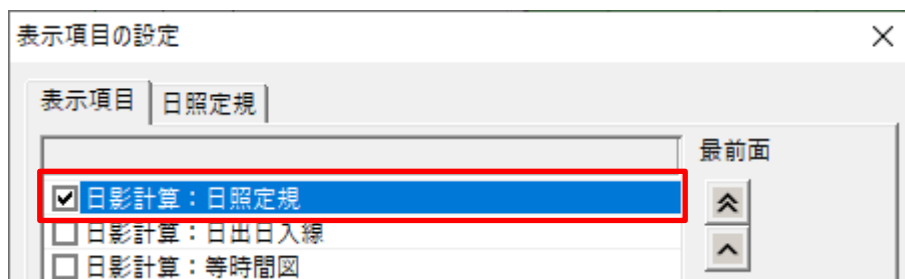 表示項目の設定
表示項目 日照定規
最前面
日影計算：日照定規
日影計算：日出日入線
日影計算：等時間図